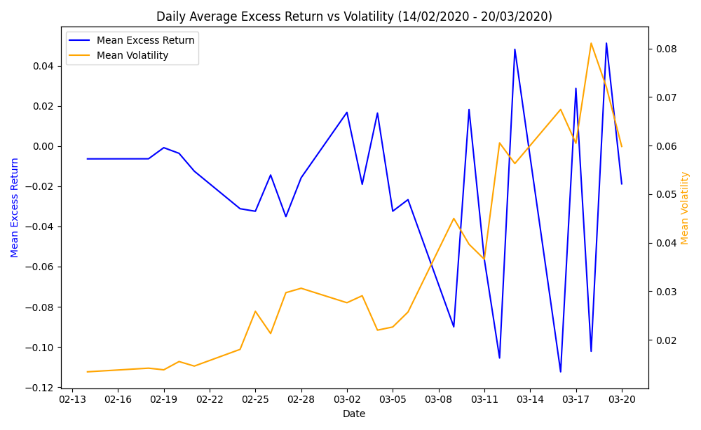 Daily Average Excess Return vs Volatility (14/02/2020 - 20/03/2020)
Mean Excess Return
Mean Volatility
0.04
0.02
0.00
−0.02
−0.04
−0.06
−0.08
−0.10
−0.12
Mean Excess Return
0.08
0.07
0.06
0.05
0.04
0.03
0.02
Mean Volatility
02-13 02-16 02-19 02-22 02-25 02-28 03-02 03-05 03-08 03-11 03-14 03-17 03-20
Date